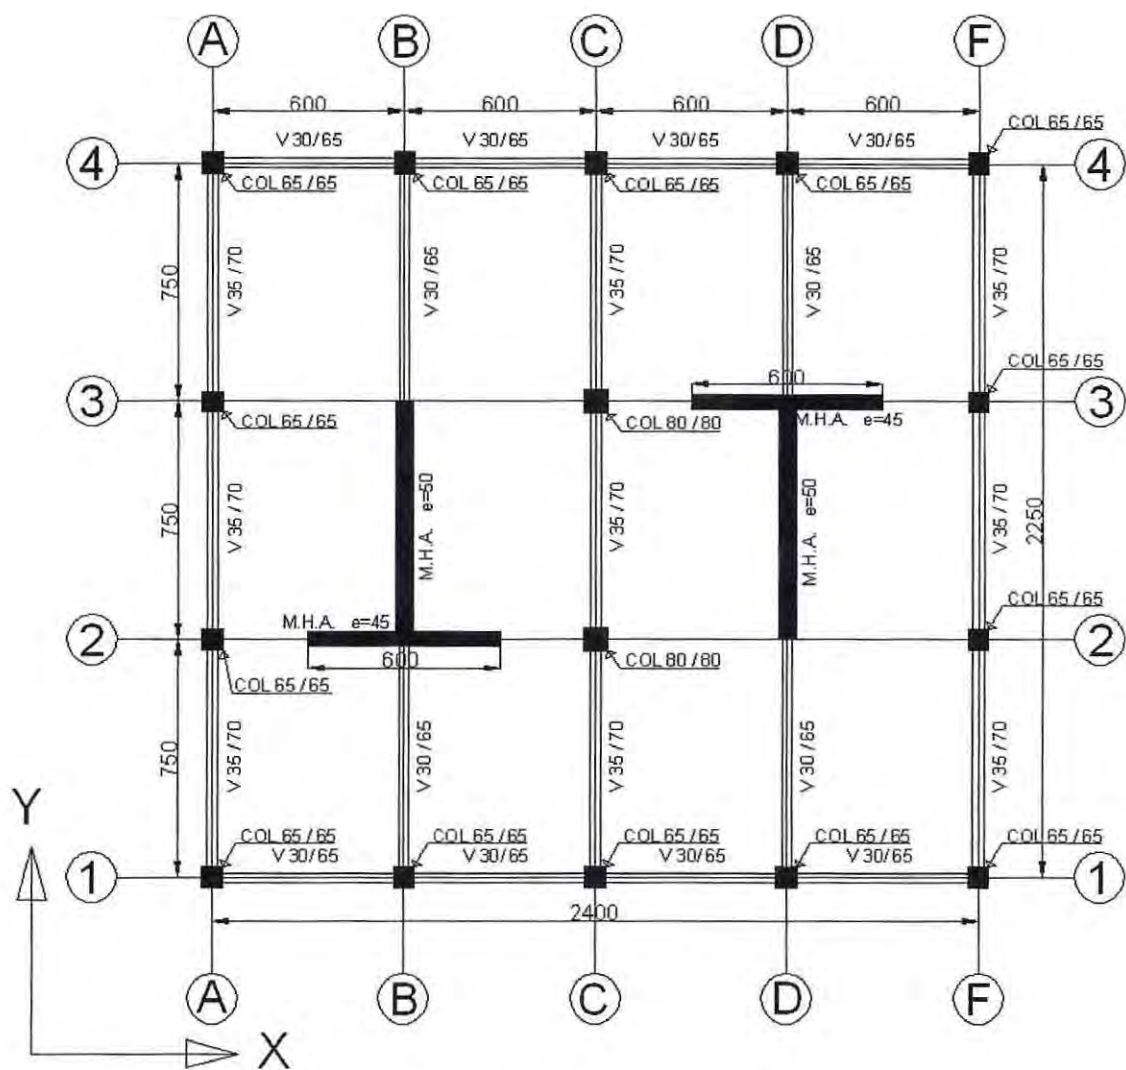 A B C D F
600 600 600 600
COL 65/65
V 30/65 V 30/65 V 30/65 V 30/65
4 4
COL 65/65 COL 65/65 COL 65/65 COL 65/65
750
V 35/70
V 30/65
V 35/70
V 30/65
V 35/70
COL 65/65
600
3 3
COL 65/65
COL 80/80
M.H.A. e=45
750
V 35/70
M.H.A. e=50
V 35/70
M.H.A. e=50
V 35/70
2250
COL 65/65
M.H.A. e=45
2 2
600
COL 80/80
COL 65/65
750
V 35/70
V 30/65
V 35/70
V 30/65
V 35/70
Y
COL 65/65 COL 65/65 COL 65/65 COL 65/65 COL 65/65
V 30/65 V 30/65 V 30/65 V 30/65
1 1
2400
A B C D F
X